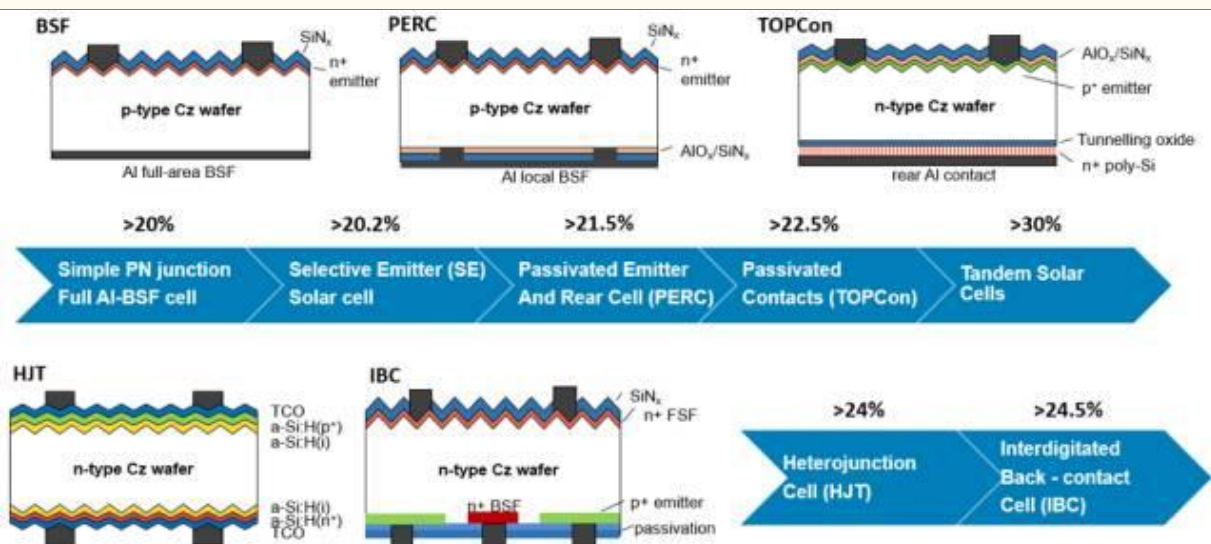 BSF
SiNₓ
n+
emitter
p-type Cz wafer
Al full-area BSF
PERC
SiNₓ
n+
emitter
p-type Cz wafer
AlOₓ/SiNₓ
Al local BSF
TOPCon
AlOₓ/SiNₓ
p⁺ emitter
n-type Cz wafer
Tunnelling oxide
n+ poly-Si
rear Al contact
>20%
>20.2%
>21.5%
>22.5%
>30%
Simple PN junction
Full Al-BSF cell
Selective Emitter (SE)
Solar cell
Passivated Emitter
And Rear Cell (PERC)
Passivated
Contacts (TOPCon)
Tandem Solar
Cells
HJT
TCO
a-Si:H(p⁺)
a-Si:H(i)
n-type Cz wafer
a-Si:H(i)
a-Si:H(n⁺)
TCO
IBC
SiNₓ
n+ FSF
n-type Cz wafer
n+ BSF
p+ emitter
passivation
>24%
>24.5%
Heterojunction
Cell (HJT)
Interdigitated
Back - contact
Cell (IBC)